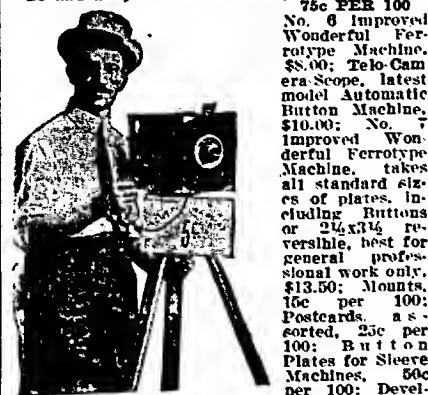 75c PER 100
No. 6 Improved
Wonderful Fer-
rotype Machine.
$8.00; Telo-Cam
era-Scope, latest
model Automatic
Button Machine,
$10.00; No. 7
Improved Won-
derful Ferrotype
Machine, takes
all standard siz-
es of plates, in-
cluding Buttons
or 2¼x3¼ re-
versible, best for
general profes-
sional work only,
$13.50; Mounts,
15c per 100;
Postcards, as-
sorted, 25c per
100; Button
Plates for Sleeve
Machines, 50c
per 100; Devel-